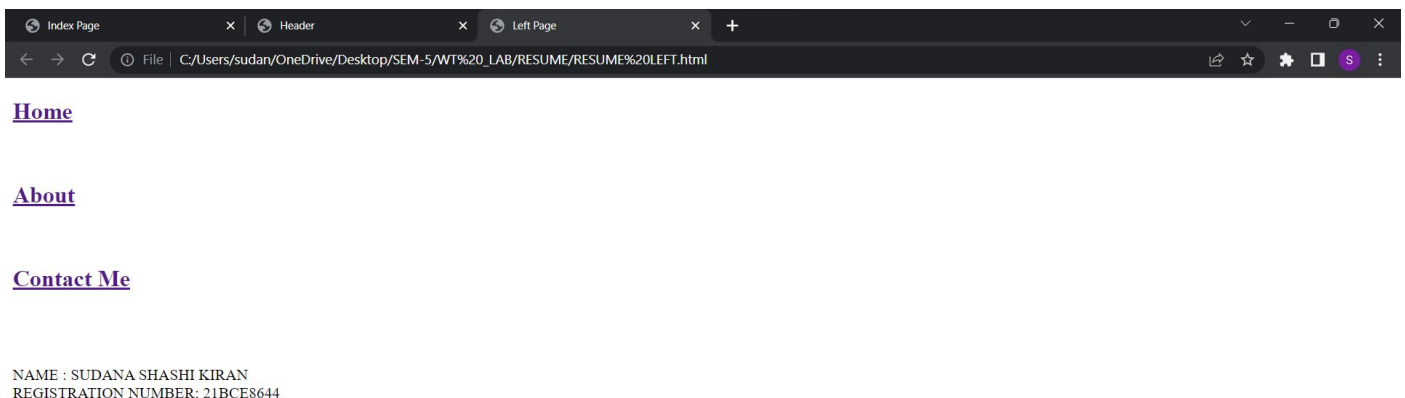 Index Page
Header
Left Page
File C:/Users/sudan/OneDrive/Desktop/SEM-5/WT%20_LAB/RESUME/RESUME%20LEFT.html
S
Home
About
Contact Me
NAME : SUDANA SHASHI KIRAN
REGISTRATION NUMBER: 21BCE8644